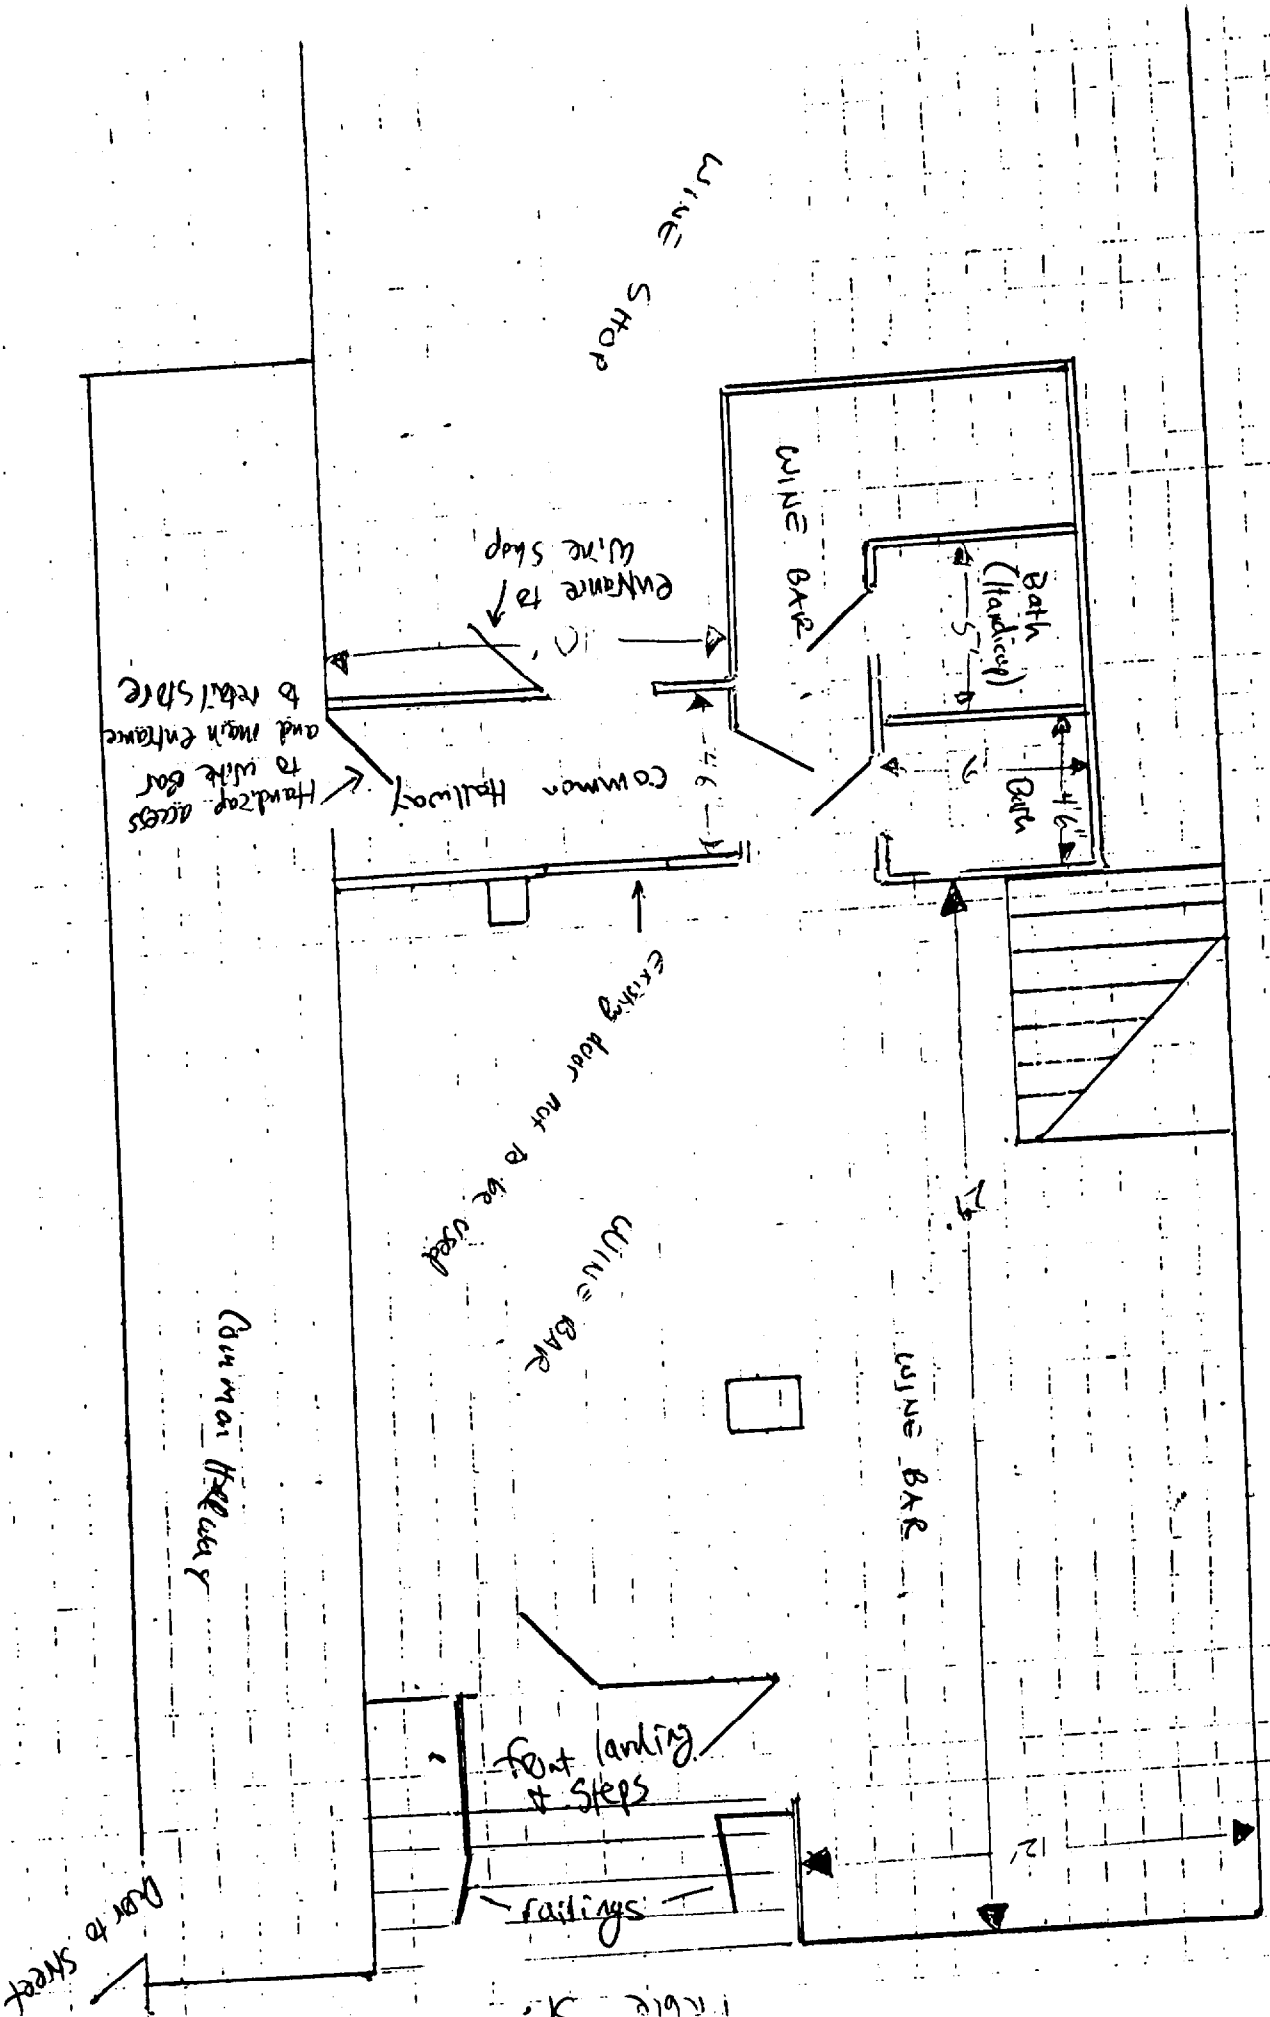 WINE SHOP
WINE BAR
Bath
(Handicap)
5'
entrance to
Wine Shop
10'
Handicap access
to wine Bar
and main entrance
to retail store
Common Hallway
4'6
Bath
4'6"
6'
Existing door not to be used
WINE BAR
WINE BAR
Common Hallway
front landing
& steps
railings
12'
Door to
street